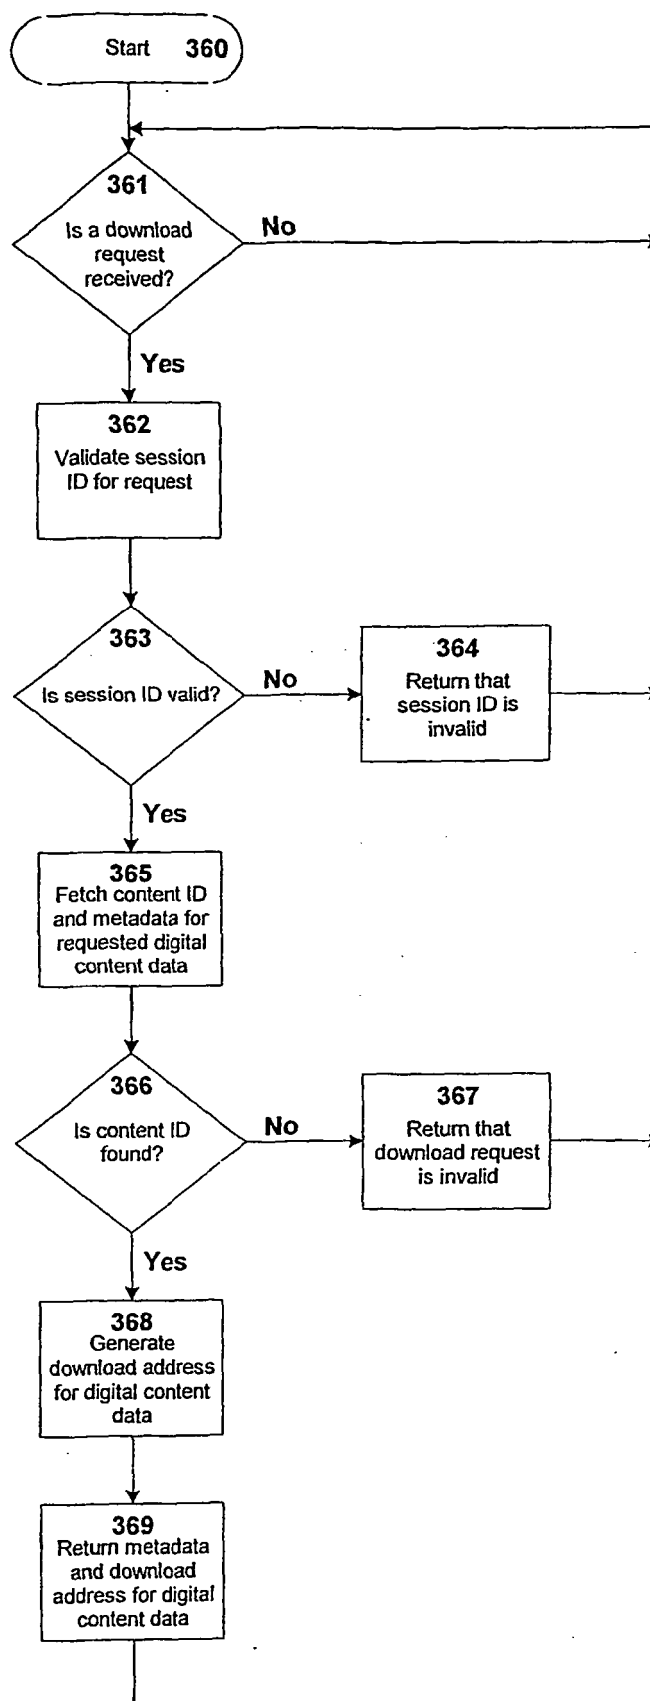 Start 360
361
Is a download
request
received?
No
Yes
362
Validate session
ID for request
363
Is session ID valid?
No
364
Return that
session ID is
invalid
Yes
365
Fetch content ID
and metadata for
requested digital
content data
366
Is content ID
found?
No
367
Return that
download request
is invalid
Yes
368
Generate
download address
for digital content
data
369
Return metadata
and download
address for digital
content data